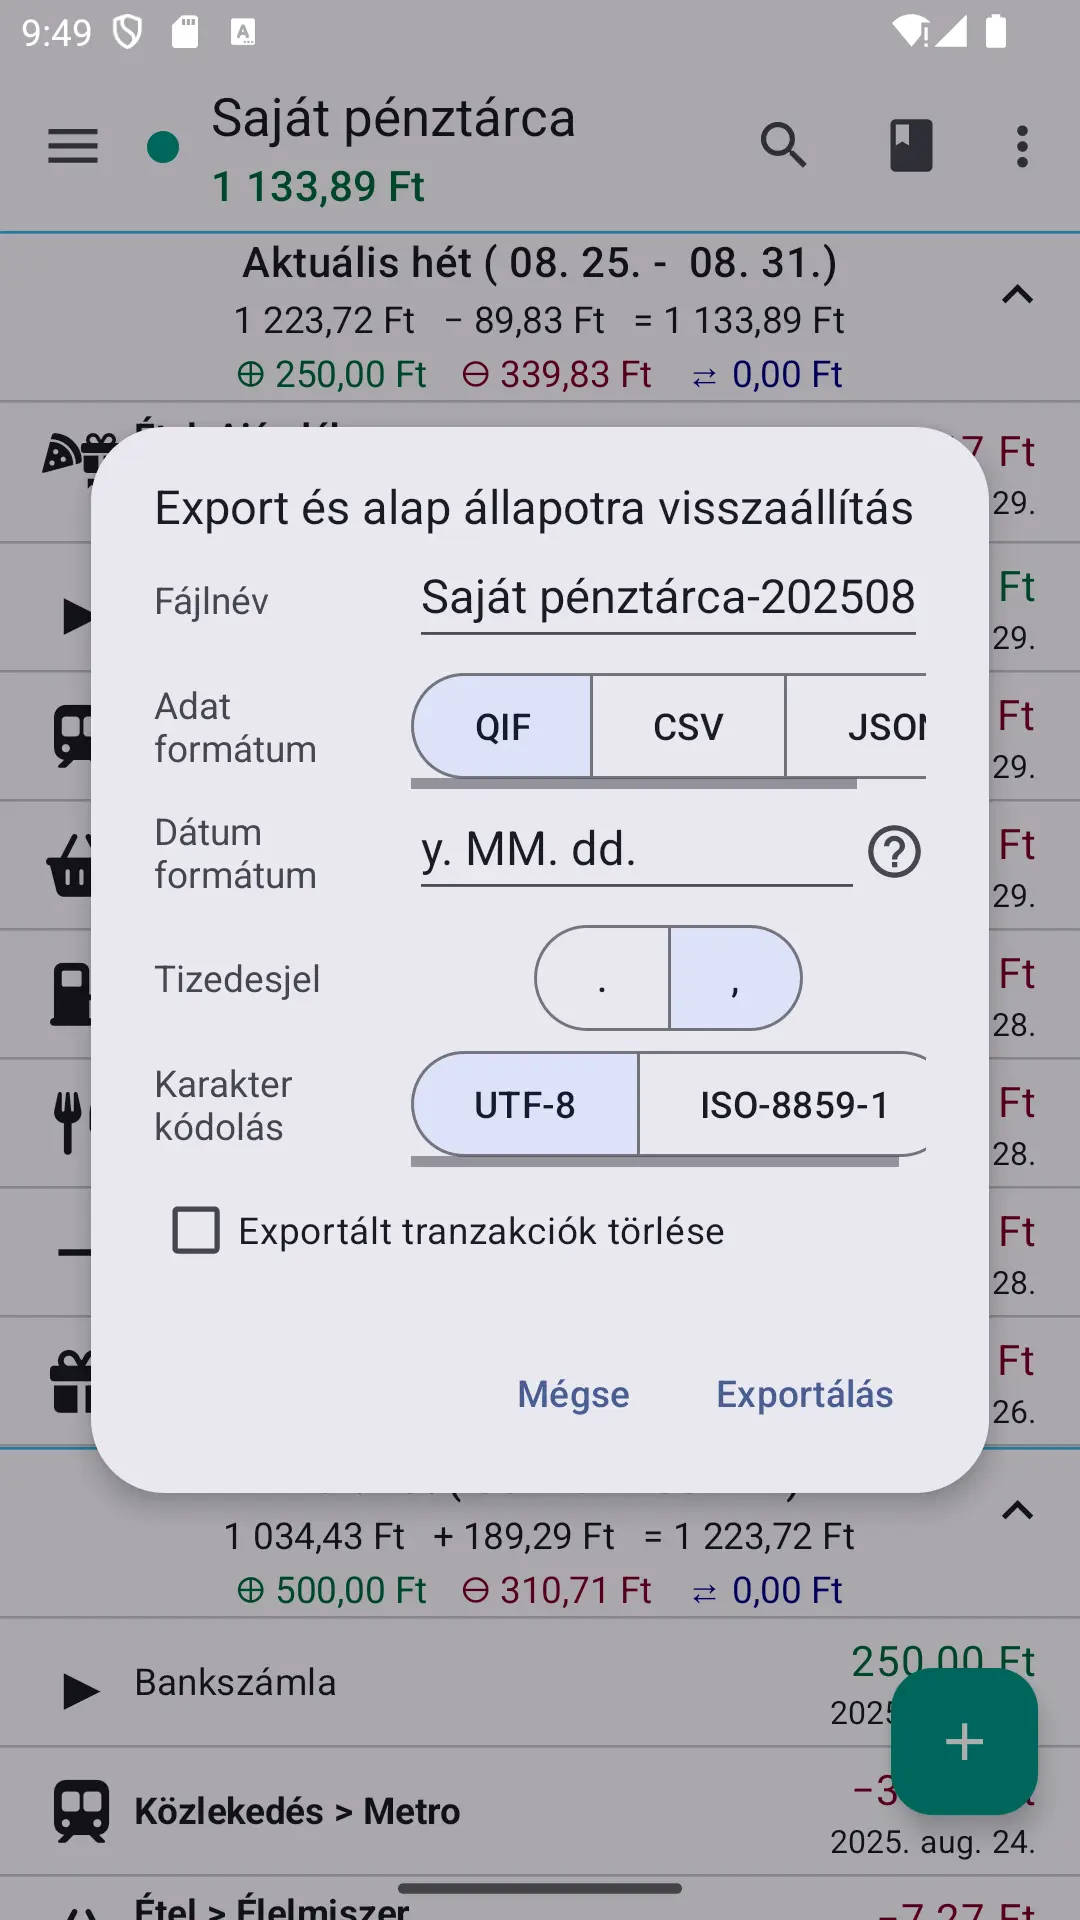 9:49
Saját pénztárca
1 133,89 Ft
Aktuális hét ( 08. 25. - 08. 31.)
1 223,72 Ft − 89,83 Ft = 1 133,89 Ft
⊕ 250,00 Ft ⊖ 339,83 Ft ⇄ 0,00 Ft
7 Ft
29.
Export és alap állapotra visszaállítás
Fájlnév
Saját pénztárca-202508
Ft
29.
Adat formátum
QIF
CSV
JSON
Ft
29.
Dátum formátum
y. MM. dd.
Ft
29.
Tizedesjel
.
,
Ft
28.
Karakter kódolás
UTF-8
ISO-8859-1
Ft
28.
Exportált tranzakciók törlése
Ft
28.
Mégse
Exportálás
Ft
26.
1 034,43 Ft + 189,29 Ft = 1 223,72 Ft
⊕ 500,00 Ft ⊖ 310,71 Ft ⇄ 0,00 Ft
Bankszámla
250,00 Ft
2025
Közlekedés > Metro
−3
2025. aug. 24.
Étel > Élelmiszer
−7,27 Ft